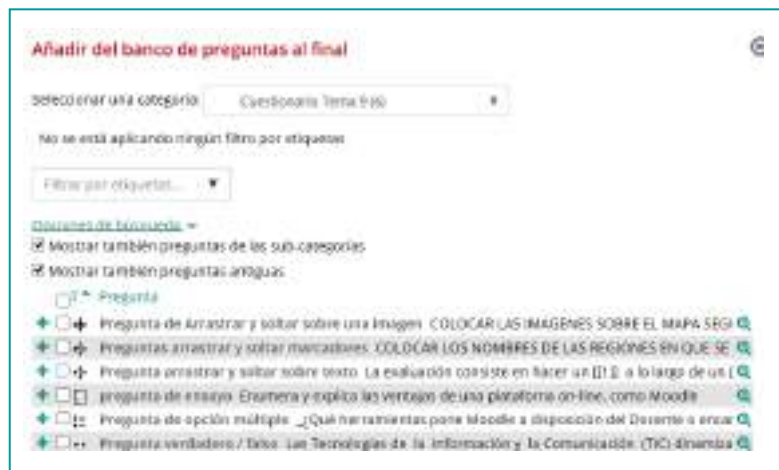 Añadir del banco de preguntas al final
Seleccionar una categoría Cuestionario Tema 9 (6)
No se está aplicando ningún filtro por etiquetas
Filtrar por etiquetas...
Opciones de búsqueda
Mostrar también preguntas de las sub-categorías
Mostrar también preguntas antiguas
Pregunta
Pregunta de Arrastrar y soltar sobre una imagen COLOCAR LAS IMAGENES SOBRE EL MAPA SEGÚ
Preguntas arrastrar y soltar marcadores COLOCAR LOS NOMBRES DE LAS REGIONES EN QUE SE
Pregunta arrastrar y soltar sobre texto La evaluación consiste en hacer un a lo largo de un
pregunta de ensayo Enumera y explica las ventajas de una plataforma on-line, como Moodle
Pregunta de opción múltiple ¿Qué herramientas pone Moodle a disposición del Docente o
Pregunta verdadero / falso Las Tecnologías de la Información y la Comunicación (TIC) dinamiza